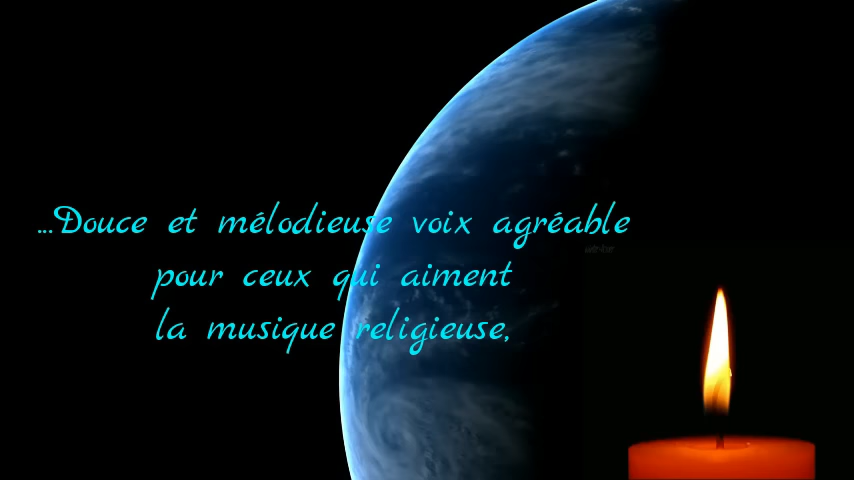 ...Douce et mélodieuse voix agréable
pour ceux qui aiment
la musique religieuse,